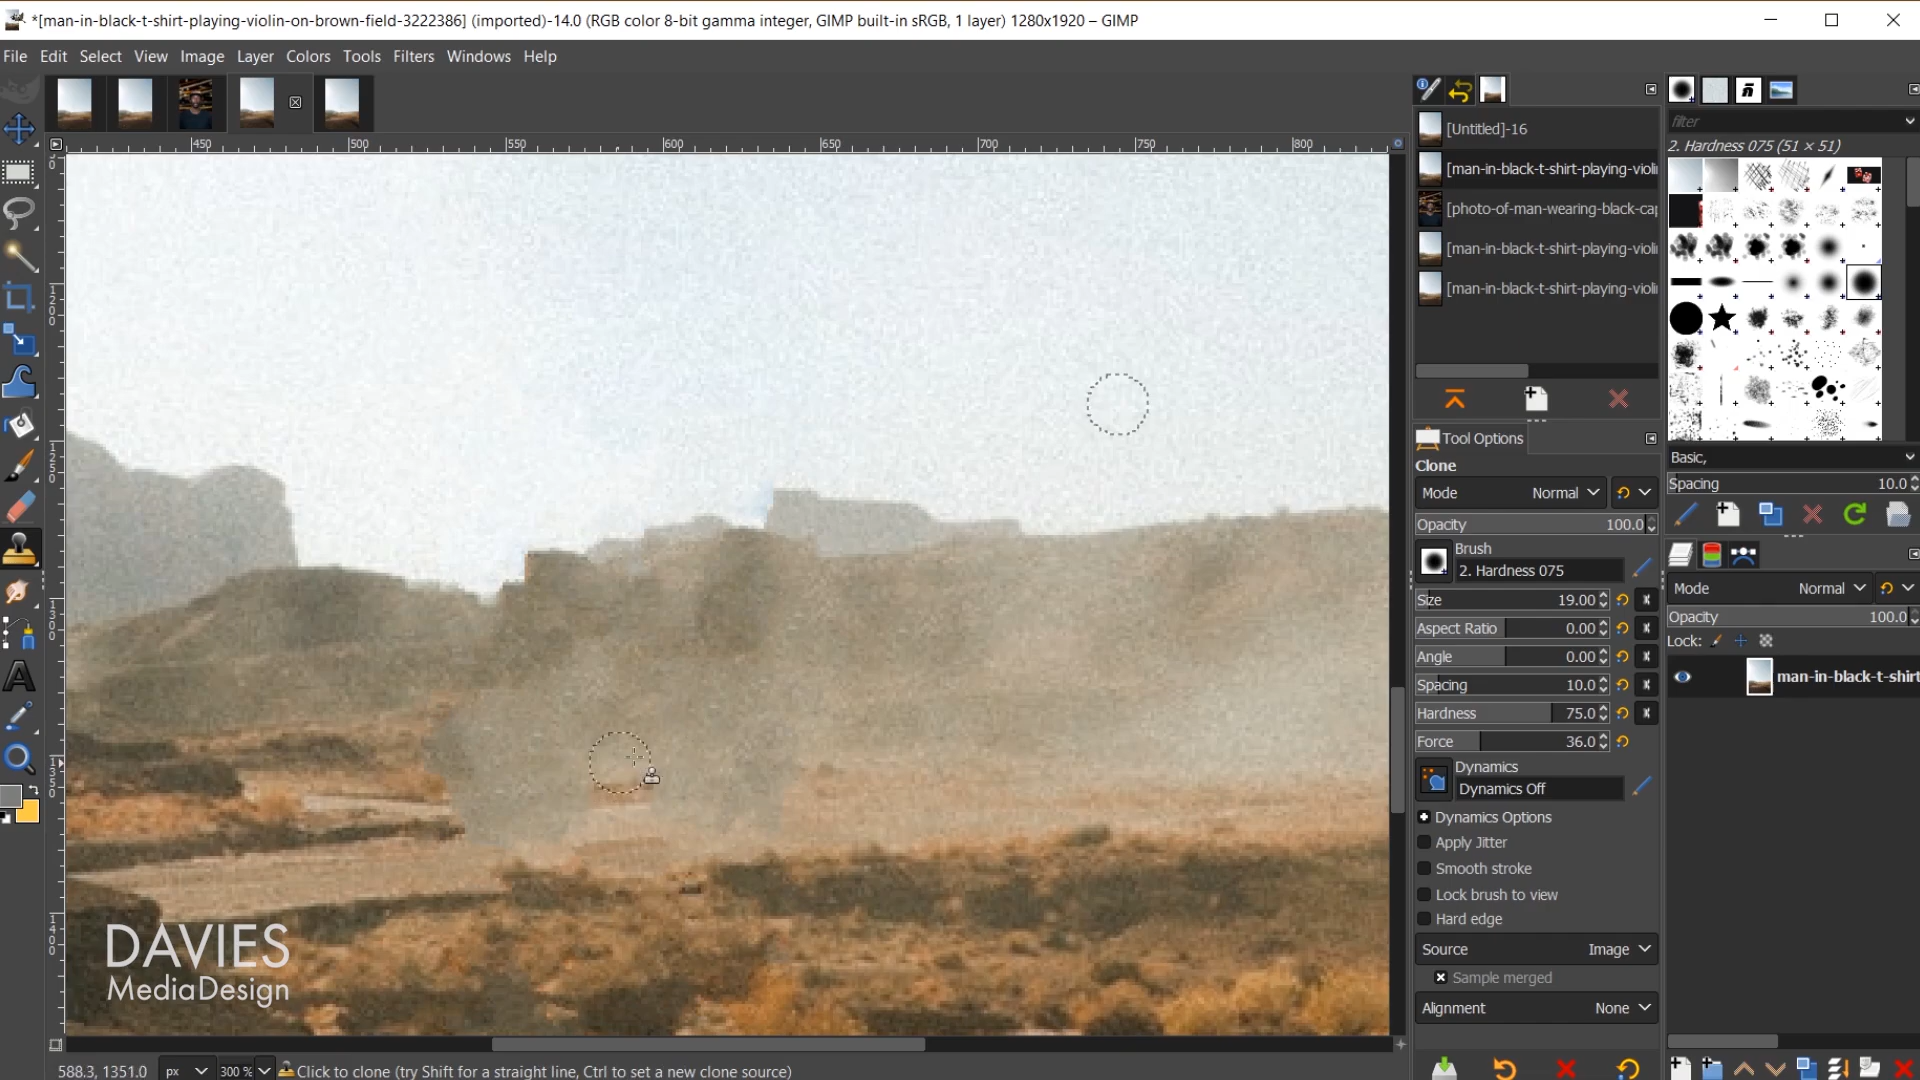 *[man-in-black-t-shirt-playing-violin-on-brown-field-3222386] (imported)-14.0 (RGB color 8-bit gamma integer, GIMP built-in sRGB, 1 layer) 1280x1920 – GIMP
File Edit Select View Image Layer Colors Tools Filters Windows Help
450 500 550 600 650 700 750 800
[Untitled]-16
[man-in-black-t-shirt-playing-violi
[photo-of-man-wearing-black-cap
[man-in-black-t-shirt-playing-violi
[man-in-black-t-shirt-playing-violi
Tool Options
Clone
Mode Normal
Opacity 100.0
Brush
2. Hardness 075
Size 19.00
Aspect Ratio 0.00
Angle 0.00
Spacing 10.0
Hardness 75.0
Force 36.0
Dynamics
Dynamics Off
Dynamics Options
Apply Jitter
Smooth stroke
Lock brush to view
Hard edge
Source Image
Sample merged
Alignment None
filter
2. Hardness 075 (51 × 51)
Basic,
Spacing 10.0
Mode Normal
Opacity 100.0
Lock:
man-in-black-t-shirt
1200
1250
1300
1350
1400
DAVIES
MediaDesign
588.3, 1351.0 px 300 % Click to clone (try Shift for a straight line, Ctrl to set a new clone source)